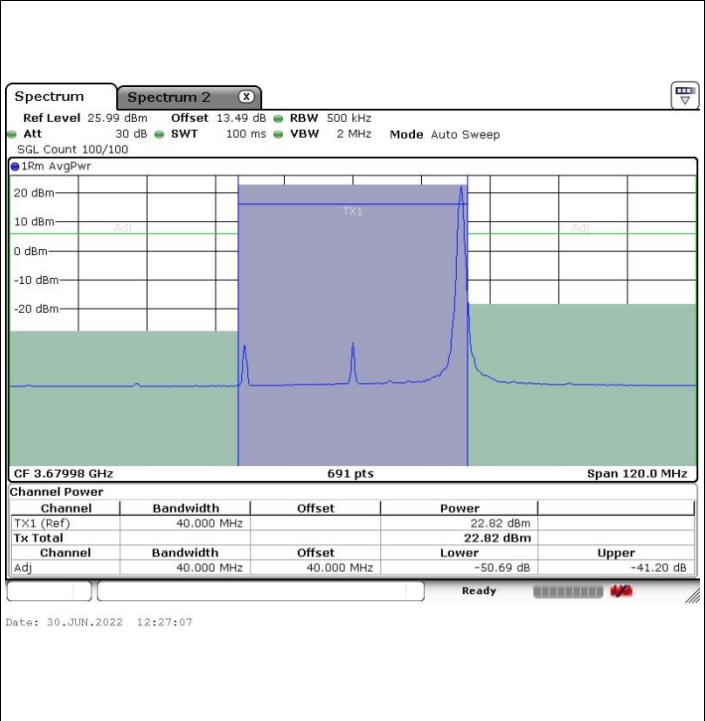 Spectrum Spectrum 2 X
Ref Level 25.99 dBm Offset 13.49 dB RBW 500 kHz
Att 30 dB SWT 100 ms VBW 2 MHz Mode Auto Sweep
SGL Count 100/100
1Rm AvgPwr
20 dBm
TX1
10 dBm
Adj Adj
0 dBm
-10 dBm
-20 dBm
CF 3.67998 GHz 691 pts Span 120.0 MHz
Channel Power
Channel Bandwidth Offset Power
TX1 (Ref) 40.000 MHz 22.82 dBm
Tx Total 22.82 dBm
Channel Bandwidth Offset Lower Upper
Adj 40.000 MHz 40.000 MHz -50.69 dB -41.20 dB
Ready
Date: 30.JUN.2022 12:27:07